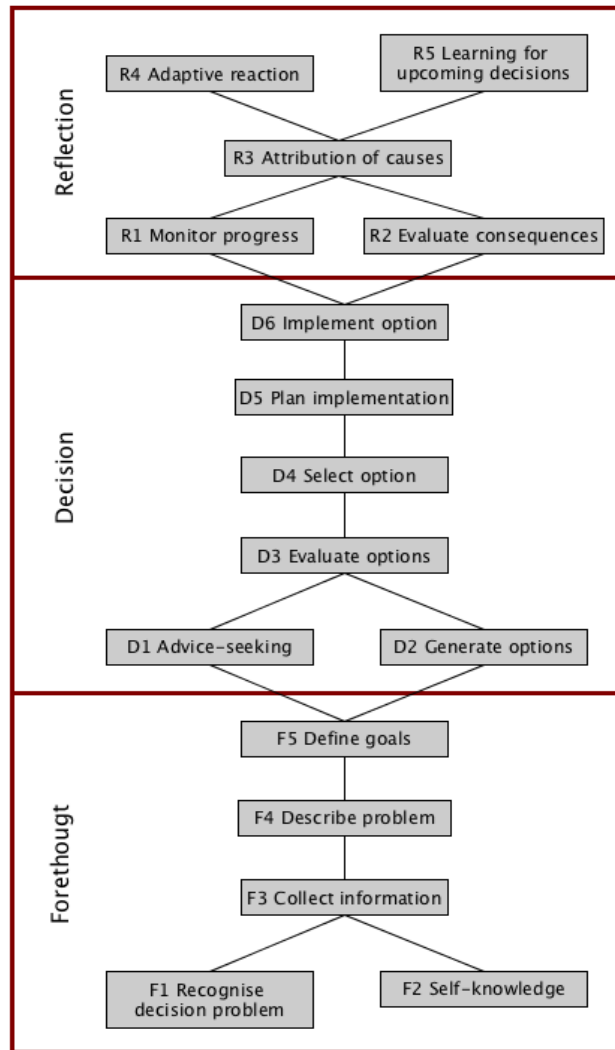 Reflection
R4 Adaptive reaction
R5 Learning for
upcoming decisions
R3 Attribution of causes
R1 Monitor progress
R2 Evaluate consequences
Decision
D6 Implement option
D5 Plan implementation
D4 Select option
D3 Evaluate options
D1 Advice-seeking
D2 Generate options
Forethougt
F5 Define goals
F4 Describe problem
F3 Collect information
F1 Recognise
decision problem
F2 Self-knowledge